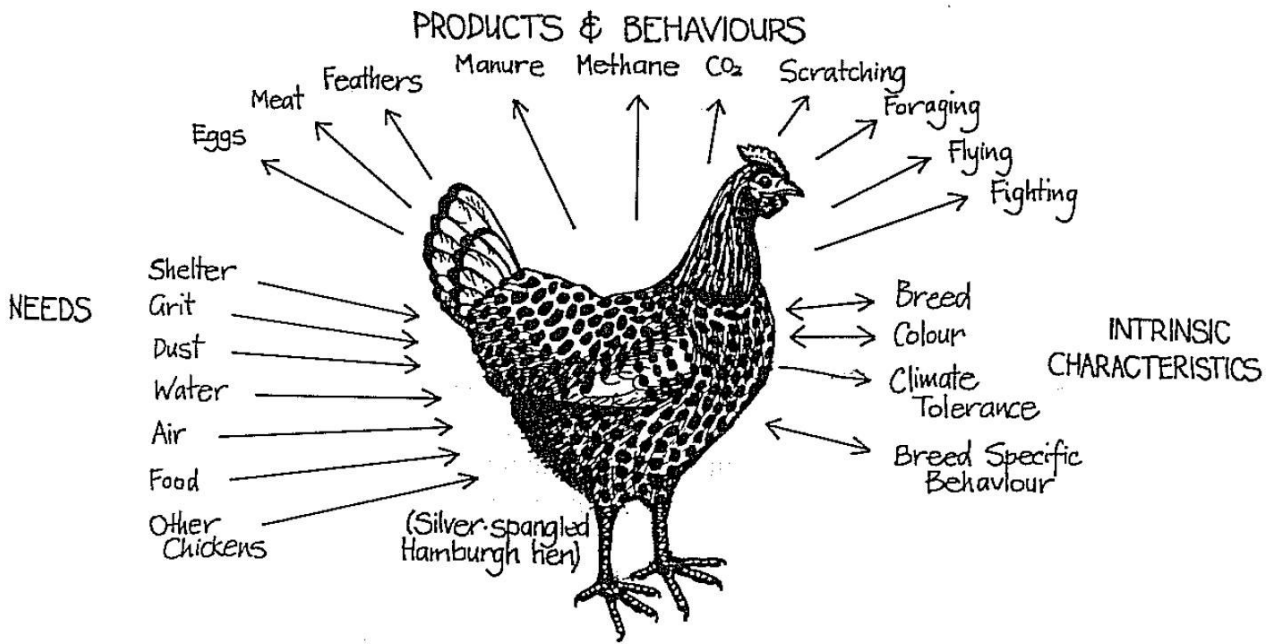 PRODUCTS & BEHAVIOURS
Eggs
Meat
Feathers
Manure
Methane
CO₂
Scratching
Foraging
Flying
Fighting
NEEDS
Shelter
Grit
Dust
Water
Air
Food
Other
Chickens
(Silver-spangled
Hamburgh hen)
Breed
Colour
Climate
Tolerance
Breed Specific
Behaviour
INTRINSIC
CHARACTERISTICS